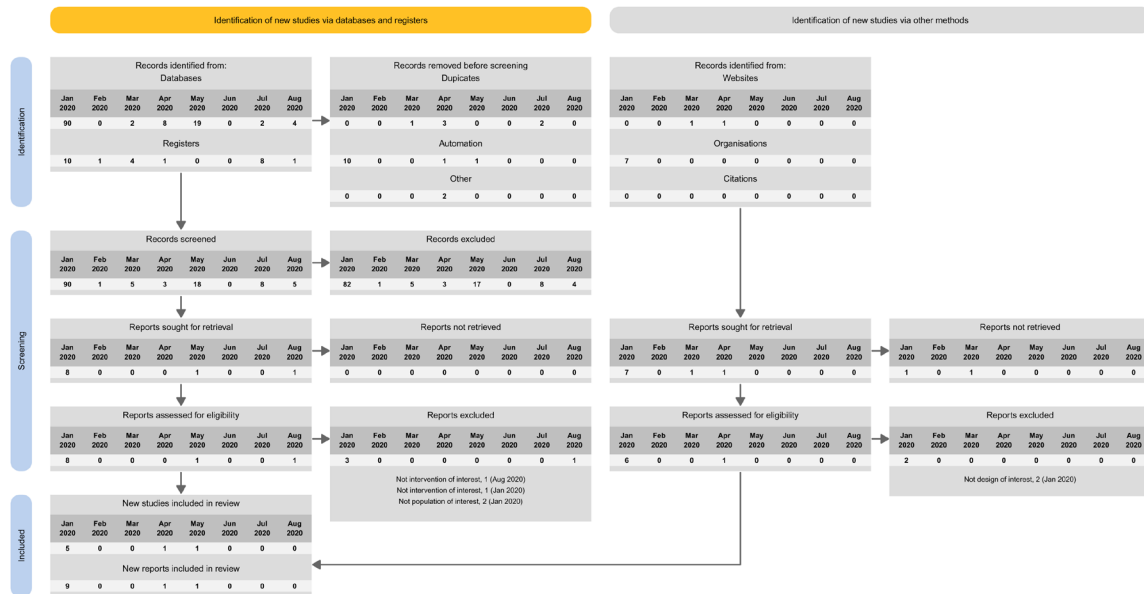 Identification of new studies via databases and registers
Identification of new studies via other methods
Identification
Records identified from:
Databases
Jan Feb Mar Apr May Jun Jul Aug
2020 2020 2020 2020 2020 2020 2020 2020
90 0 2 8 19 0 2 4
Registers
10 1 4 1 0 0 8 1
Records removed before screening
Dupicates
Jan Feb Mar Apr May Jun Jul Aug
2020 2020 2020 2020 2020 2020 2020 2020
0 0 1 3 0 0 2 0
Automation
10 0 0 1 1 0 0 0
Other
0 0 0 2 0 0 0 0
Records identified from:
Websites
Jan Feb Mar Apr May Jun Jul Aug
2020 2020 2020 2020 2020 2020 2020 2020
0 0 1 1 0 0 0 0
Organisations
7 0 0 0 0 0 0 0
Citations
0 0 0 0 0 0 0 0
Screening
Records screened
Jan Feb Mar Apr May Jun Jul Aug
2020 2020 2020 2020 2020 2020 2020 2020
90 1 5 3 18 0 8 5
Records excluded
Jan Feb Mar Apr May Jun Jul Aug
2020 2020 2020 2020 2020 2020 2020 2020
82 1 5 3 17 0 8 4
Reports sought for retrieval
Jan Feb Mar Apr May Jun Jul Aug
2020 2020 2020 2020 2020 2020 2020 2020
8 0 0 0 1 0 0 1
Reports not retrieved
Jan Feb Mar Apr May Jun Jul Aug
2020 2020 2020 2020 2020 2020 2020 2020
0 0 0 0 0 0 0 0
Reports sought for retrieval
Jan Feb Mar Apr May Jun Jul Aug
2020 2020 2020 2020 2020 2020 2020 2020
7 0 1 1 0 0 0 0
Reports not retrieved
Jan Feb Mar Apr May Jun Jul Aug
2020 2020 2020 2020 2020 2020 2020 2020
1 0 1 0 0 0 0 0
Reports assessed for eligibility
Jan Feb Mar Apr May Jun Jul Aug
2020 2020 2020 2020 2020 2020 2020 2020
8 0 0 0 1 0 0 1
Reports excluded
Jan Feb Mar Apr May Jun Jul Aug
2020 2020 2020 2020 2020 2020 2020 2020
3 0 0 0 0 0 0 1
Not intervention of interest, 1 (Aug 2020)
Not intervention of interest, 1 (Jan 2020)
Not population of interest, 2 (Jan 2020)
Reports assessed for eligibility
Jan Feb Mar Apr May Jun Jul Aug
2020 2020 2020 2020 2020 2020 2020 2020
6 0 0 1 0 0 0 0
Reports excluded
Jan Feb Mar Apr May Jun Jul Aug
2020 2020 2020 2020 2020 2020 2020 2020
2 0 0 0 0 0 0 0
Not design of interest, 2 (Jan 2020)
Included
New studies included in review
Jan Feb Mar Apr May Jun Jul Aug
2020 2020 2020 2020 2020 2020 2020 2020
5 0 0 1 1 0 0 0
New reports included in review
9 0 0 1 1 0 0 0